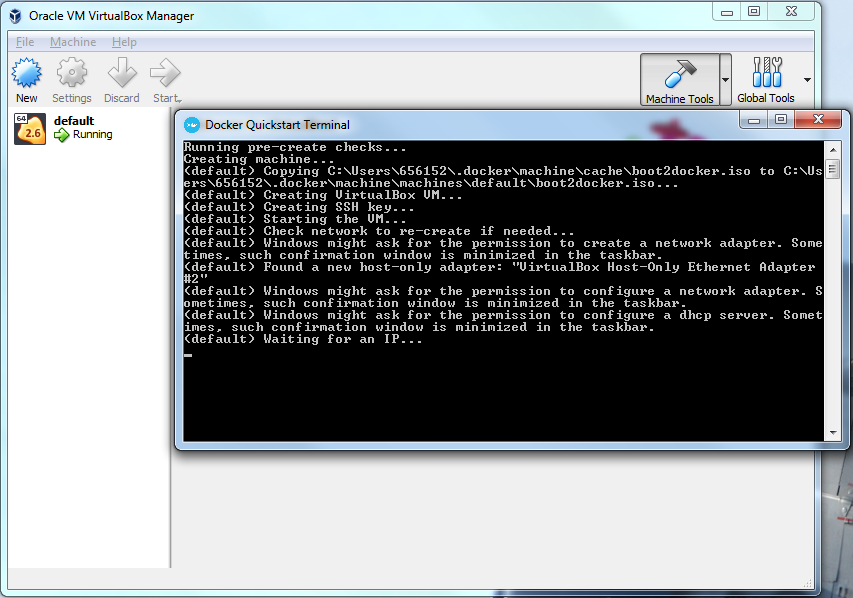 Oracle VM VirtualBox Manager
File Machine Help
New Settings Discard Start
Machine Tools Global Tools
64
2.6
default
Running
Docker Quickstart Terminal
Running pre-create checks...
Creating machine...
(default) Copying C:\Users\656152\.docker\machine\cache\boot2docker.iso to C:\Us
ers\656152\.docker\machine\machines\default\boot2docker.iso...
(default) Creating VirtualBox VM...
(default) Creating SSH key...
(default) Starting the VM...
(default) Check network to re-create if needed...
(default) Windows might ask for the permission to create a network adapter. Some
times, such confirmation window is minimized in the taskbar.
(default) Found a new host-only adapter: "VirtualBox Host-Only Ethernet Adapter
#2"
(default) Windows might ask for the permission to configure a network adapter. S
ometimes, such confirmation window is minimized in the taskbar.
(default) Windows might ask for the permission to configure a dhcp server. Somet
imes, such confirmation window is minimized in the taskbar.
(default) Waiting for an IP...